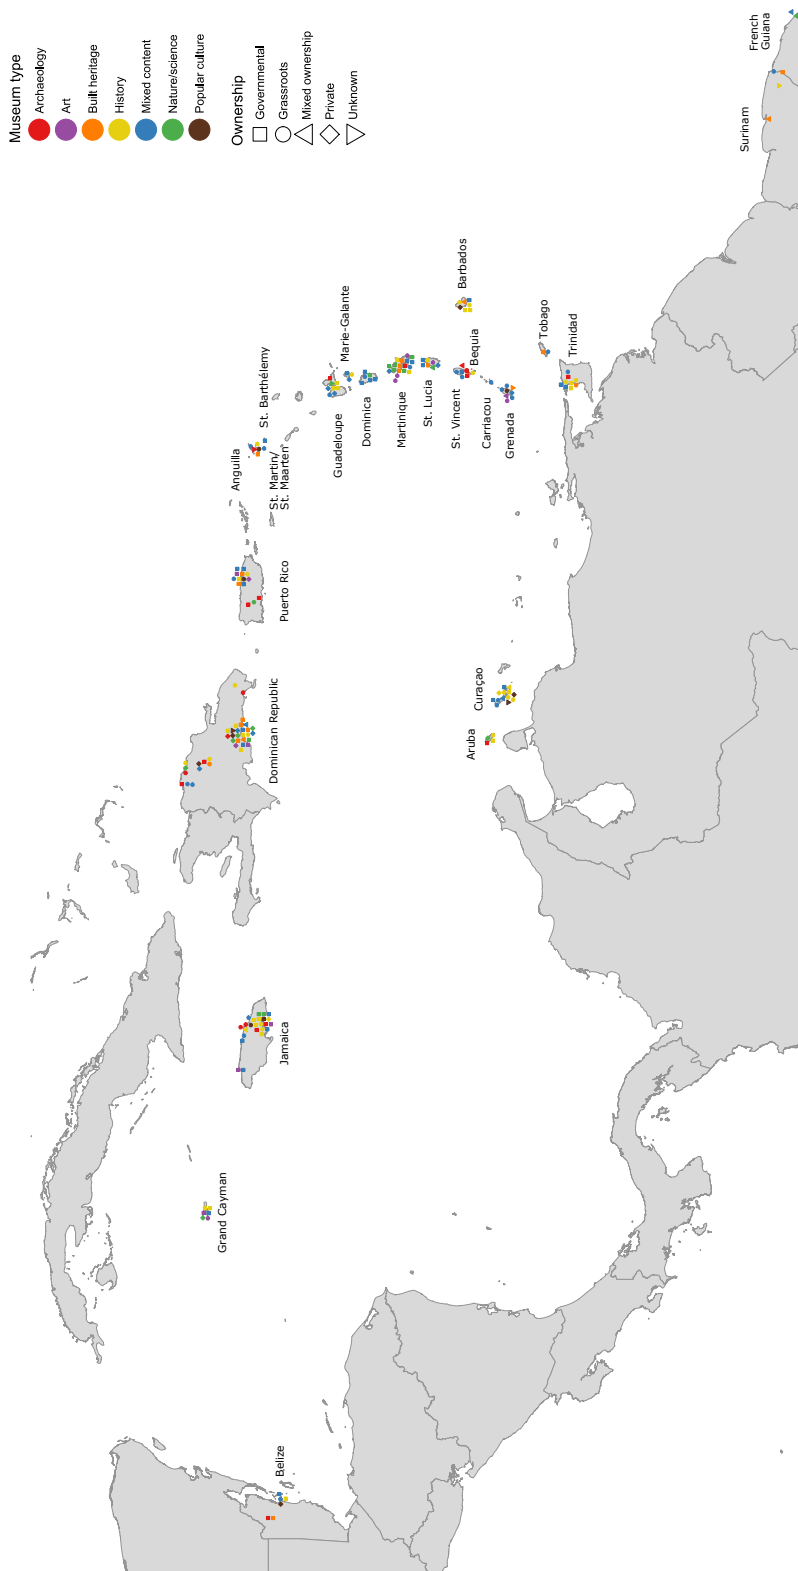 Museum type
Archaeology
Art
Built heritage
History
Mixed content
Nature/science
Popular culture
Ownership
Governmental
Grassroots
Mixed ownership
Private
Unknown
Belize
Grand Cayman
Jamaica
Dominican Republic
Puerto Rico
Anguilla
St. Martin/
St. Maarten
St. Barthélemy
Guadeloupe
Marie-Galante
Dominica
Martinique
St. Lucia
St. Vincent
Bequia
Barbados
Carriacou
Grenada
Tobago
Trinidad
Aruba
Curaçao
Surinam
French
Guiana